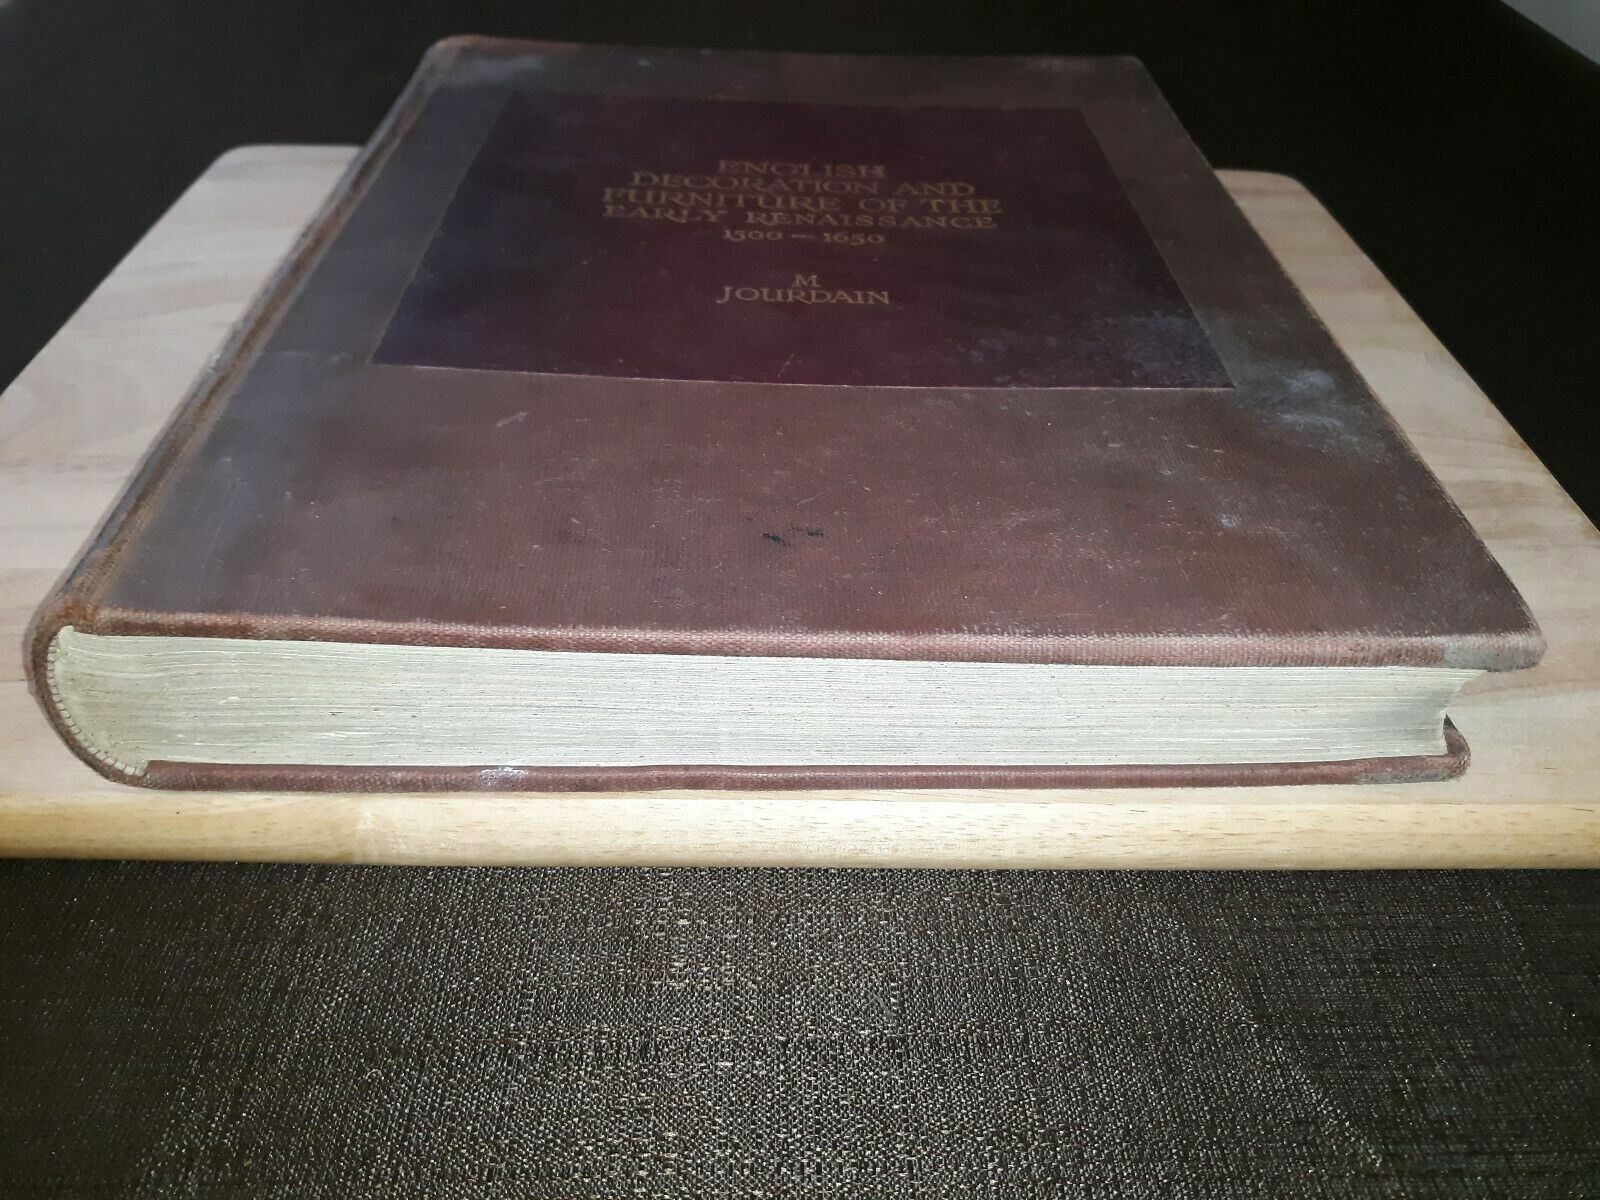 ENGLISH
DECORATION AND
FURNITURE OF THE
EARLY RENAISSANCE
1500 – 1650
M
JOURDAIN